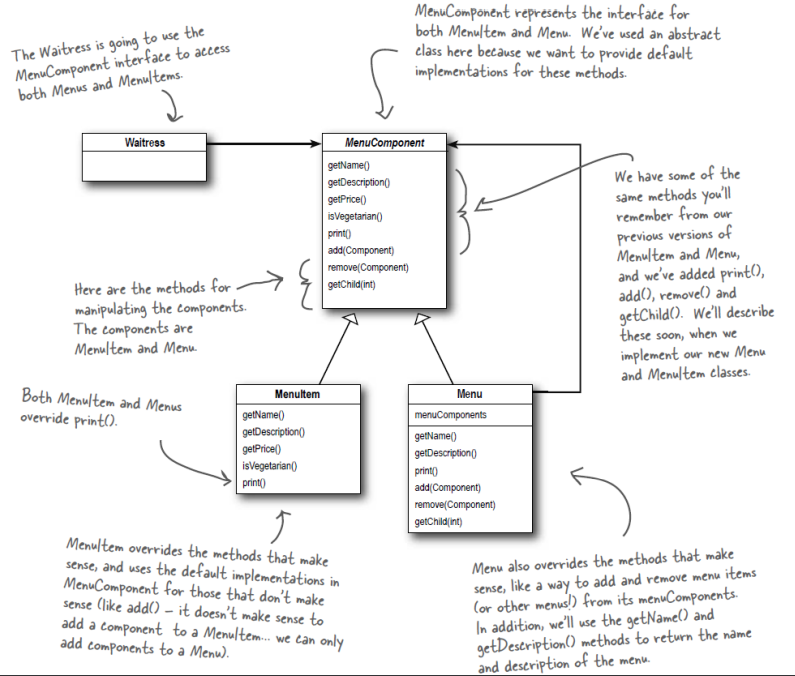 The Waitress is going to use the
MenuComponent interface to access
both Menus and MenuItems.
MenuComponent represents the interface for
both MenuItem and Menu. We've used an abstract
class here because we want to provide default
implementations for these methods.
Waitress
MenuComponent
getName()
getDescription()
getPrice()
isVegetarian()
print()
add(Component)
remove(Component)
getChild(int)
We have some of the
same methods you'll
remember from our
previous versions of
MenuItem and Menu,
and we've added print(),
add(), remove() and
getChild(). We'll describe
these soon, when we
implement our new Menu
and MenuItem classes.
Here are the methods for
manipulating the components.
The components are
MenuItem and Menu.
Both MenuItem and Menus
override print().
MenuItem
getName()
getDescription()
getPrice()
isVegetarian()
print()
Menu
menuComponents
getName()
getDescription()
print()
add(Component)
remove(Component)
getChild(int)
MenuItem overrides the methods that make
sense, and uses the default implementations in
MenuComponent for those that don't make
sense (like add() – it doesn't make sense to
add a component to a MenuItem... we can only
add components to a Menu).
Menu also overrides the methods that make
sense, like a way to add and remove menu items
(or other menus!) from its menuComponents.
In addition, we'll use the getName() and
getDescription() methods to return the name
and description of the menu.